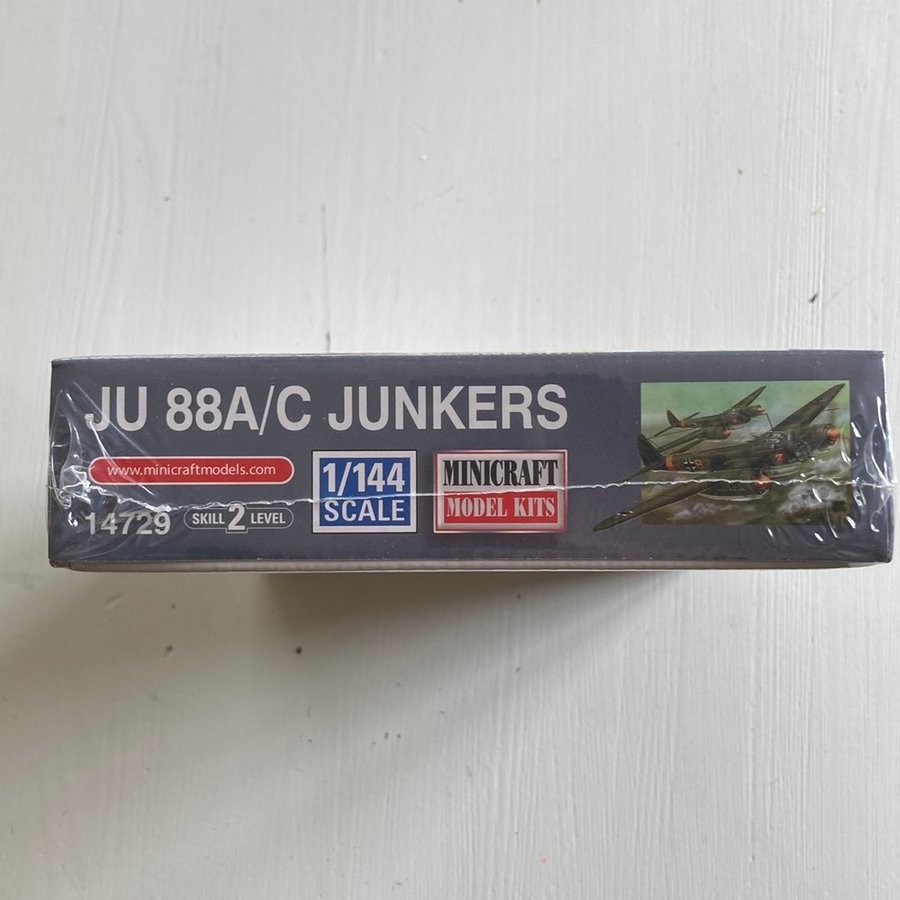 JU 88A/C JUNKERS
www.minicraftmodels.com
14729
SKILL 2 LEVEL
1/144
SCALE
MINICRAFT
MODEL KITS